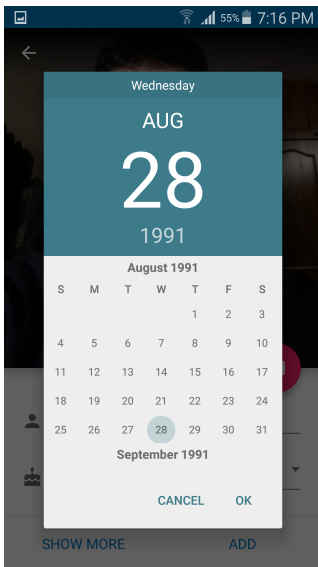 55% 7:16 PM
Wednesday
AUG
28
1991
August 1991
S M T W T F S
1 2 3
4 5 6 7 8 9 10
11 12 13 14 15 16 17
18 19 20 21 22 23 24
25 26 27 28 29 30 31
September 1991
CANCEL OK
SHOW MORE ADD